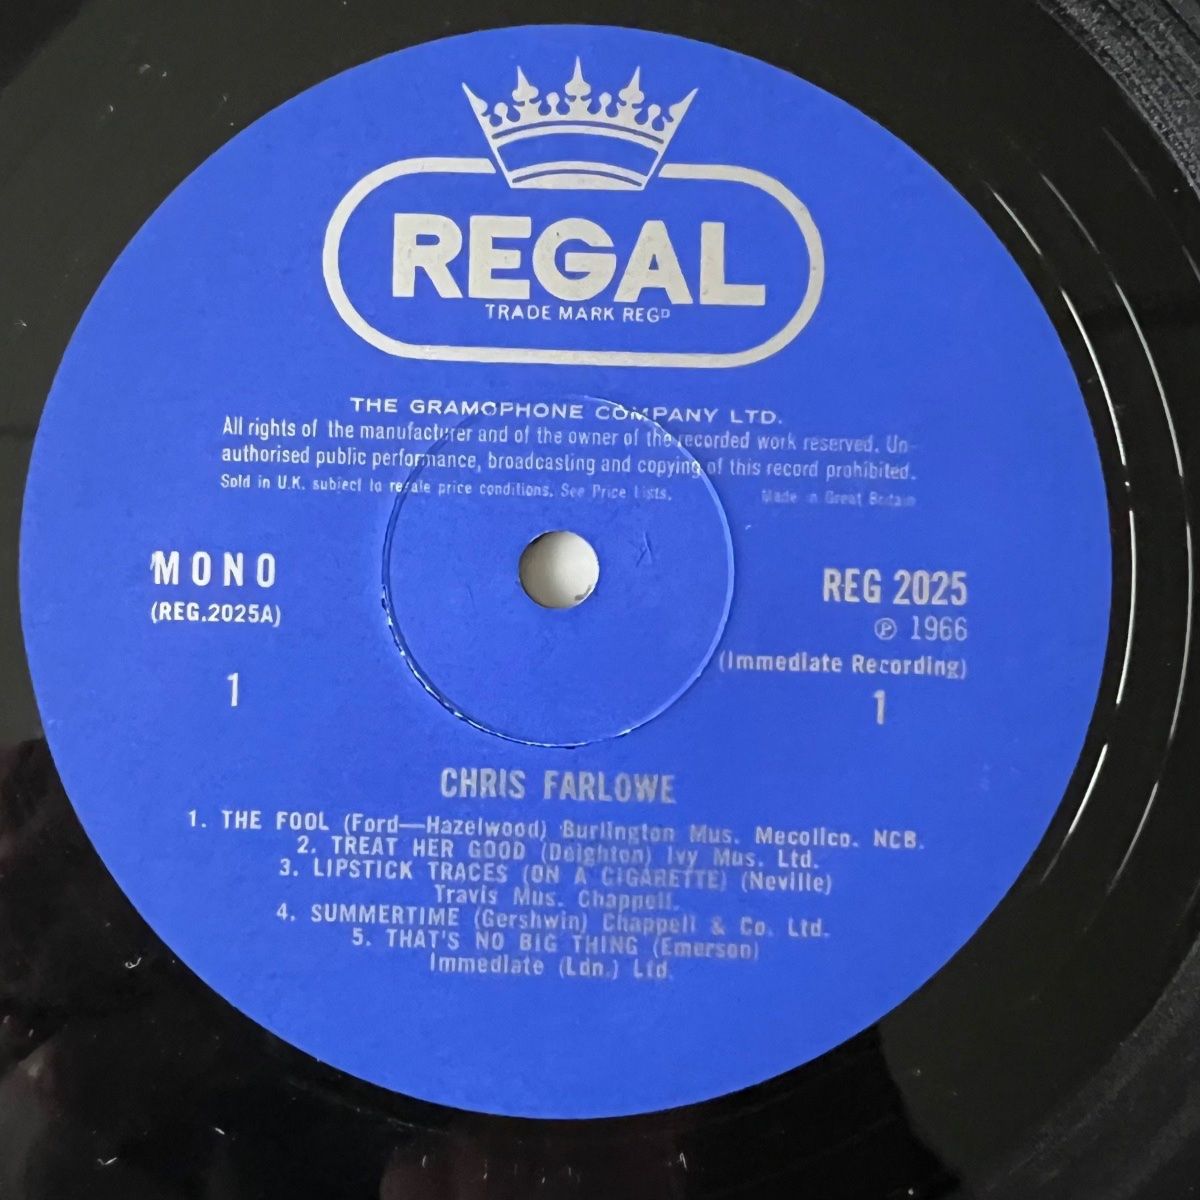 REGAL
TRADE MARK REGD
THE GRAMOPHONE COMPANY LTD.
All rights of the manufacturer and of the owner of the recorded work reserved. Un-
authorised public performance, broadcasting and copying of this record prohibited.
Sold in U.K. subject to resale price conditions. See Price Lists. Made in Great Britain
MONO
(REG.2025A)
1
REG 2025
℗ 1966
(Immediate Recording)
1
CHRIS FARLOWE
1. THE FOOL (Ford—Hazelwood) Burlington Mus. Mecolico. NCB.
2. TREAT HER GOOD (Deighton) Ivy Mus. Ltd.
3. LIPSTICK TRACES (ON A CIGARETTE) (Neville)
Travis Mus. Chappell.
4. SUMMERTIME (Gershwin) Chappell & Co. Ltd.
5. THAT'S NO BIG THING (Emerson)
Immediate (Ldn.) Ltd.